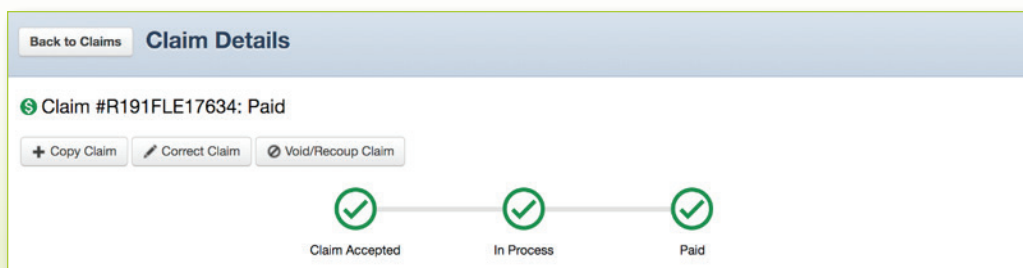 Back to Claims Claim Details
Claim #R191FLE17634: Paid
Copy Claim Correct Claim Void/Recoup Claim
Claim Accepted In Process Paid